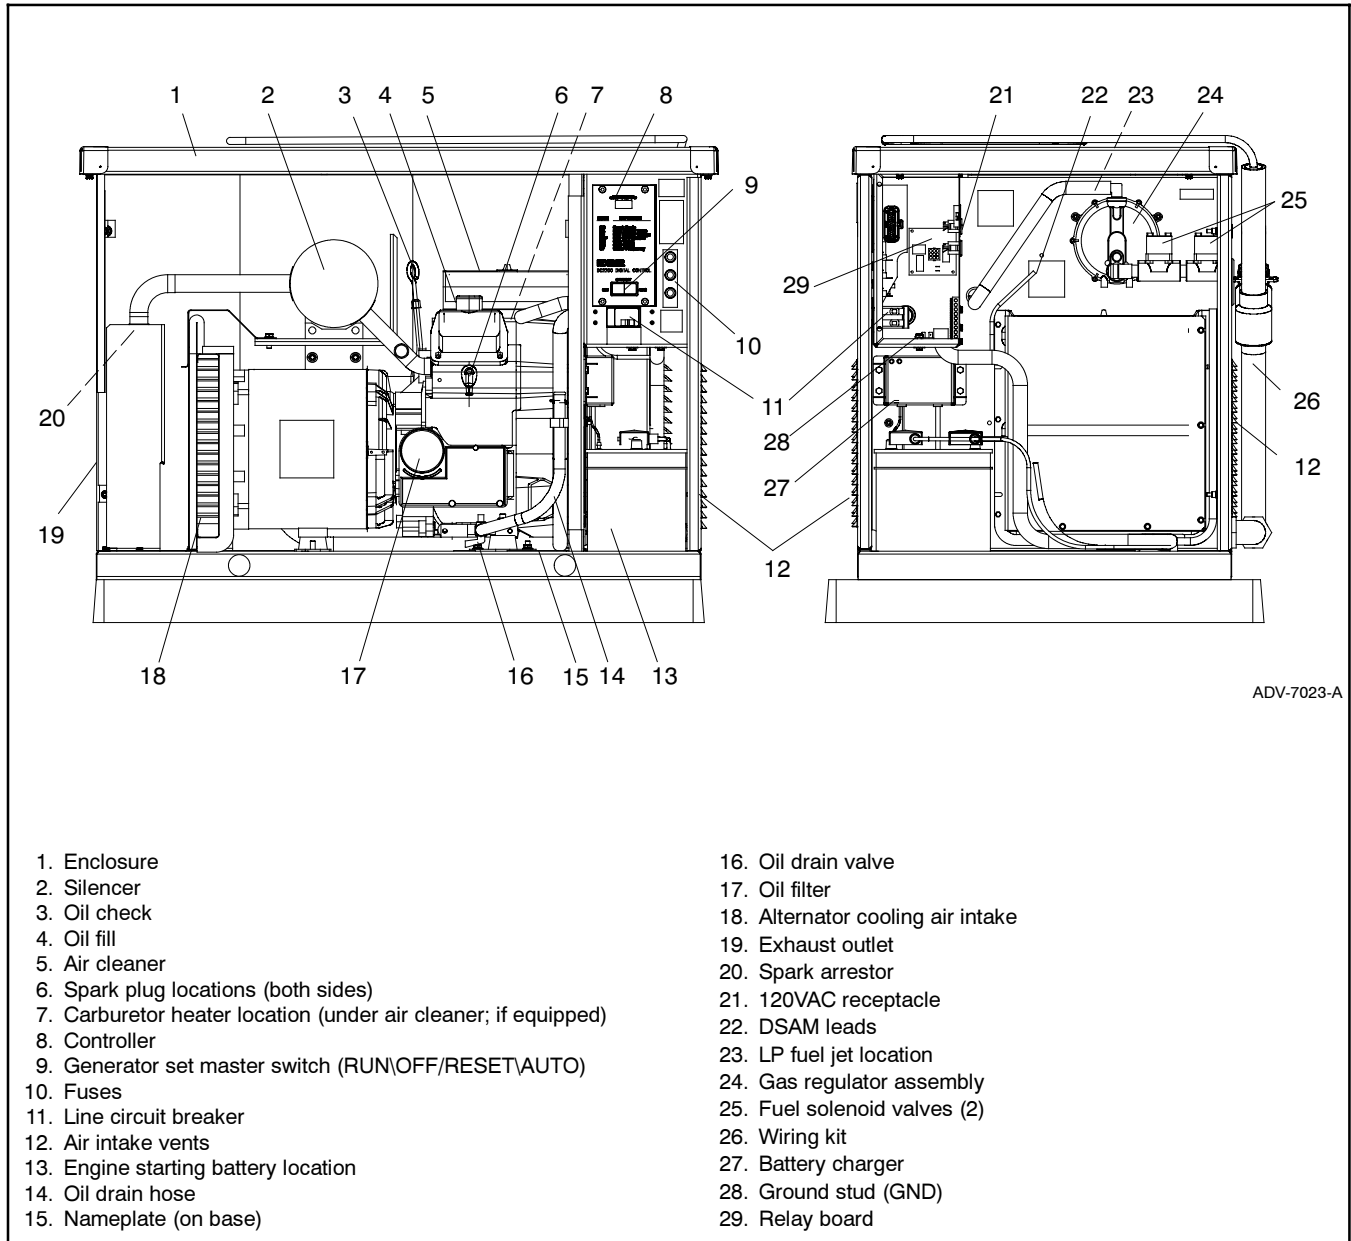 1 2 3 4 5 6 7 8 21 22 23 24
9
25
29
10
11
20
26
28
12
27
19
12
18 17 16 15 14 13
DIGITAL CONTROL
ADV-7023-A
1. Enclosure
2. Silencer
3. Oil check
4. Oil fill
5. Air cleaner
6. Spark plug locations (both sides)
7. Carburetor heater location (under air cleaner; if equipped)
8. Controller
9. Generator set master switch (RUN\OFF/RESET\AUTO)
10. Fuses
11. Line circuit breaker
12. Air intake vents
13. Engine starting battery location
14. Oil drain hose
15. Nameplate (on base)
16. Oil drain valve
17. Oil filter
18. Alternator cooling air intake
19. Exhaust outlet
20. Spark arrestor
21. 120VAC receptacle
22. DSAM leads
23. LP fuel jet location
24. Gas regulator assembly
25. Fuel solenoid valves (2)
26. Wiring kit
27. Battery charger
28. Ground stud (GND)
29. Relay board